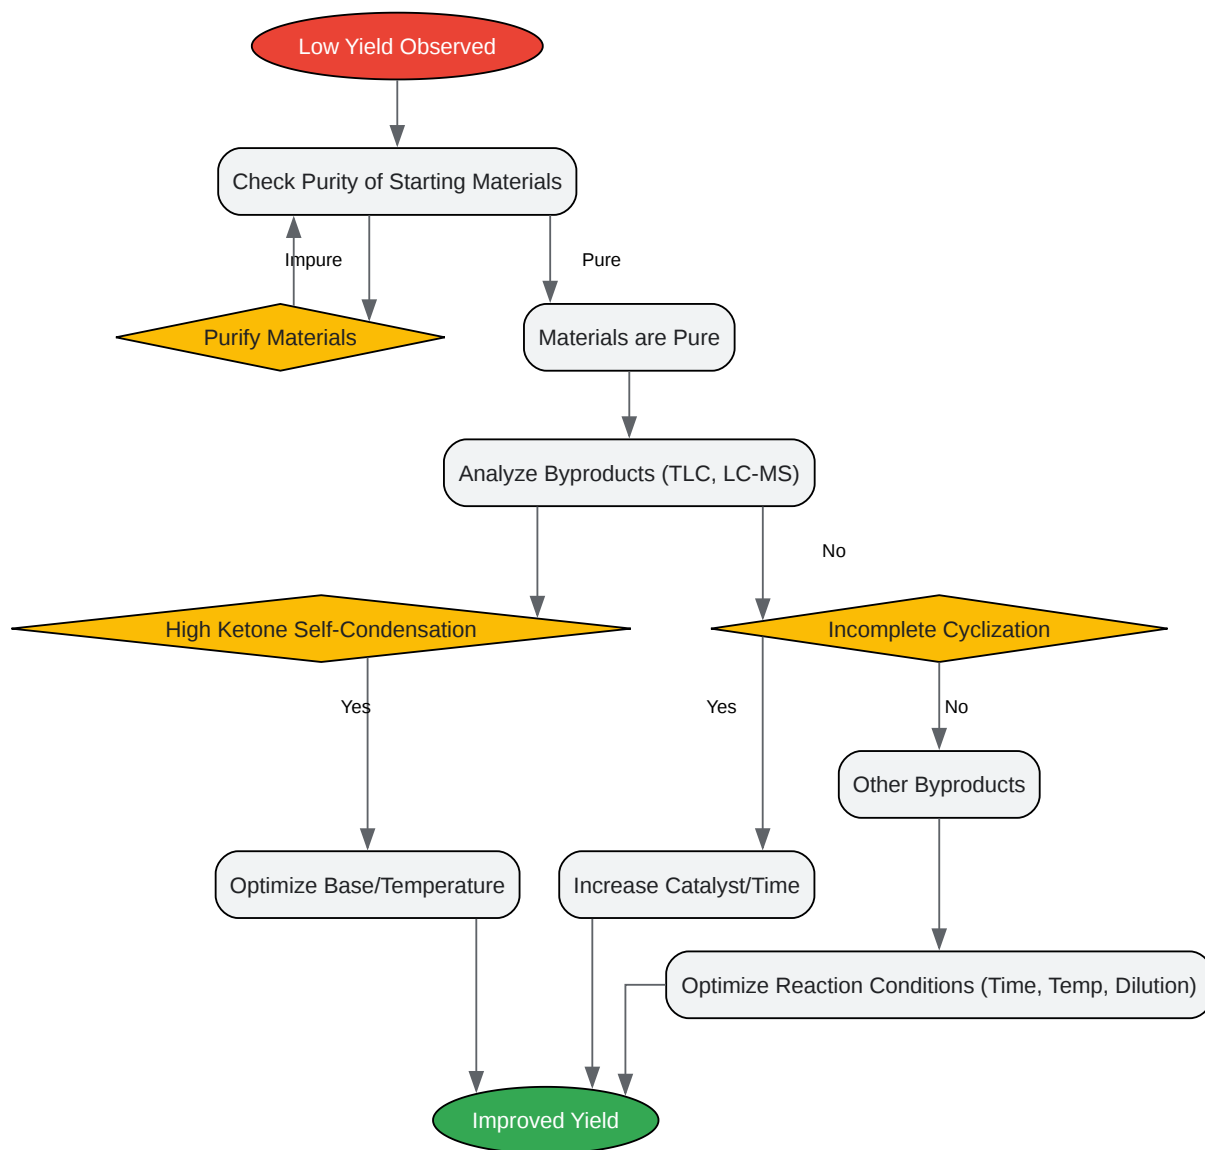 Low Yield Observed
Check Purity of Starting Materials
Impure
Pure
Purify Materials
Materials are Pure
Analyze Byproducts (TLC, LC-MS)
No
High Ketone Self-Condensation
Incomplete Cyclization
Yes
Yes
No
Other Byproducts
Optimize Base/Temperature
Increase Catalyst/Time
Optimize Reaction Conditions (Time, Temp, Dilution)
Improved Yield